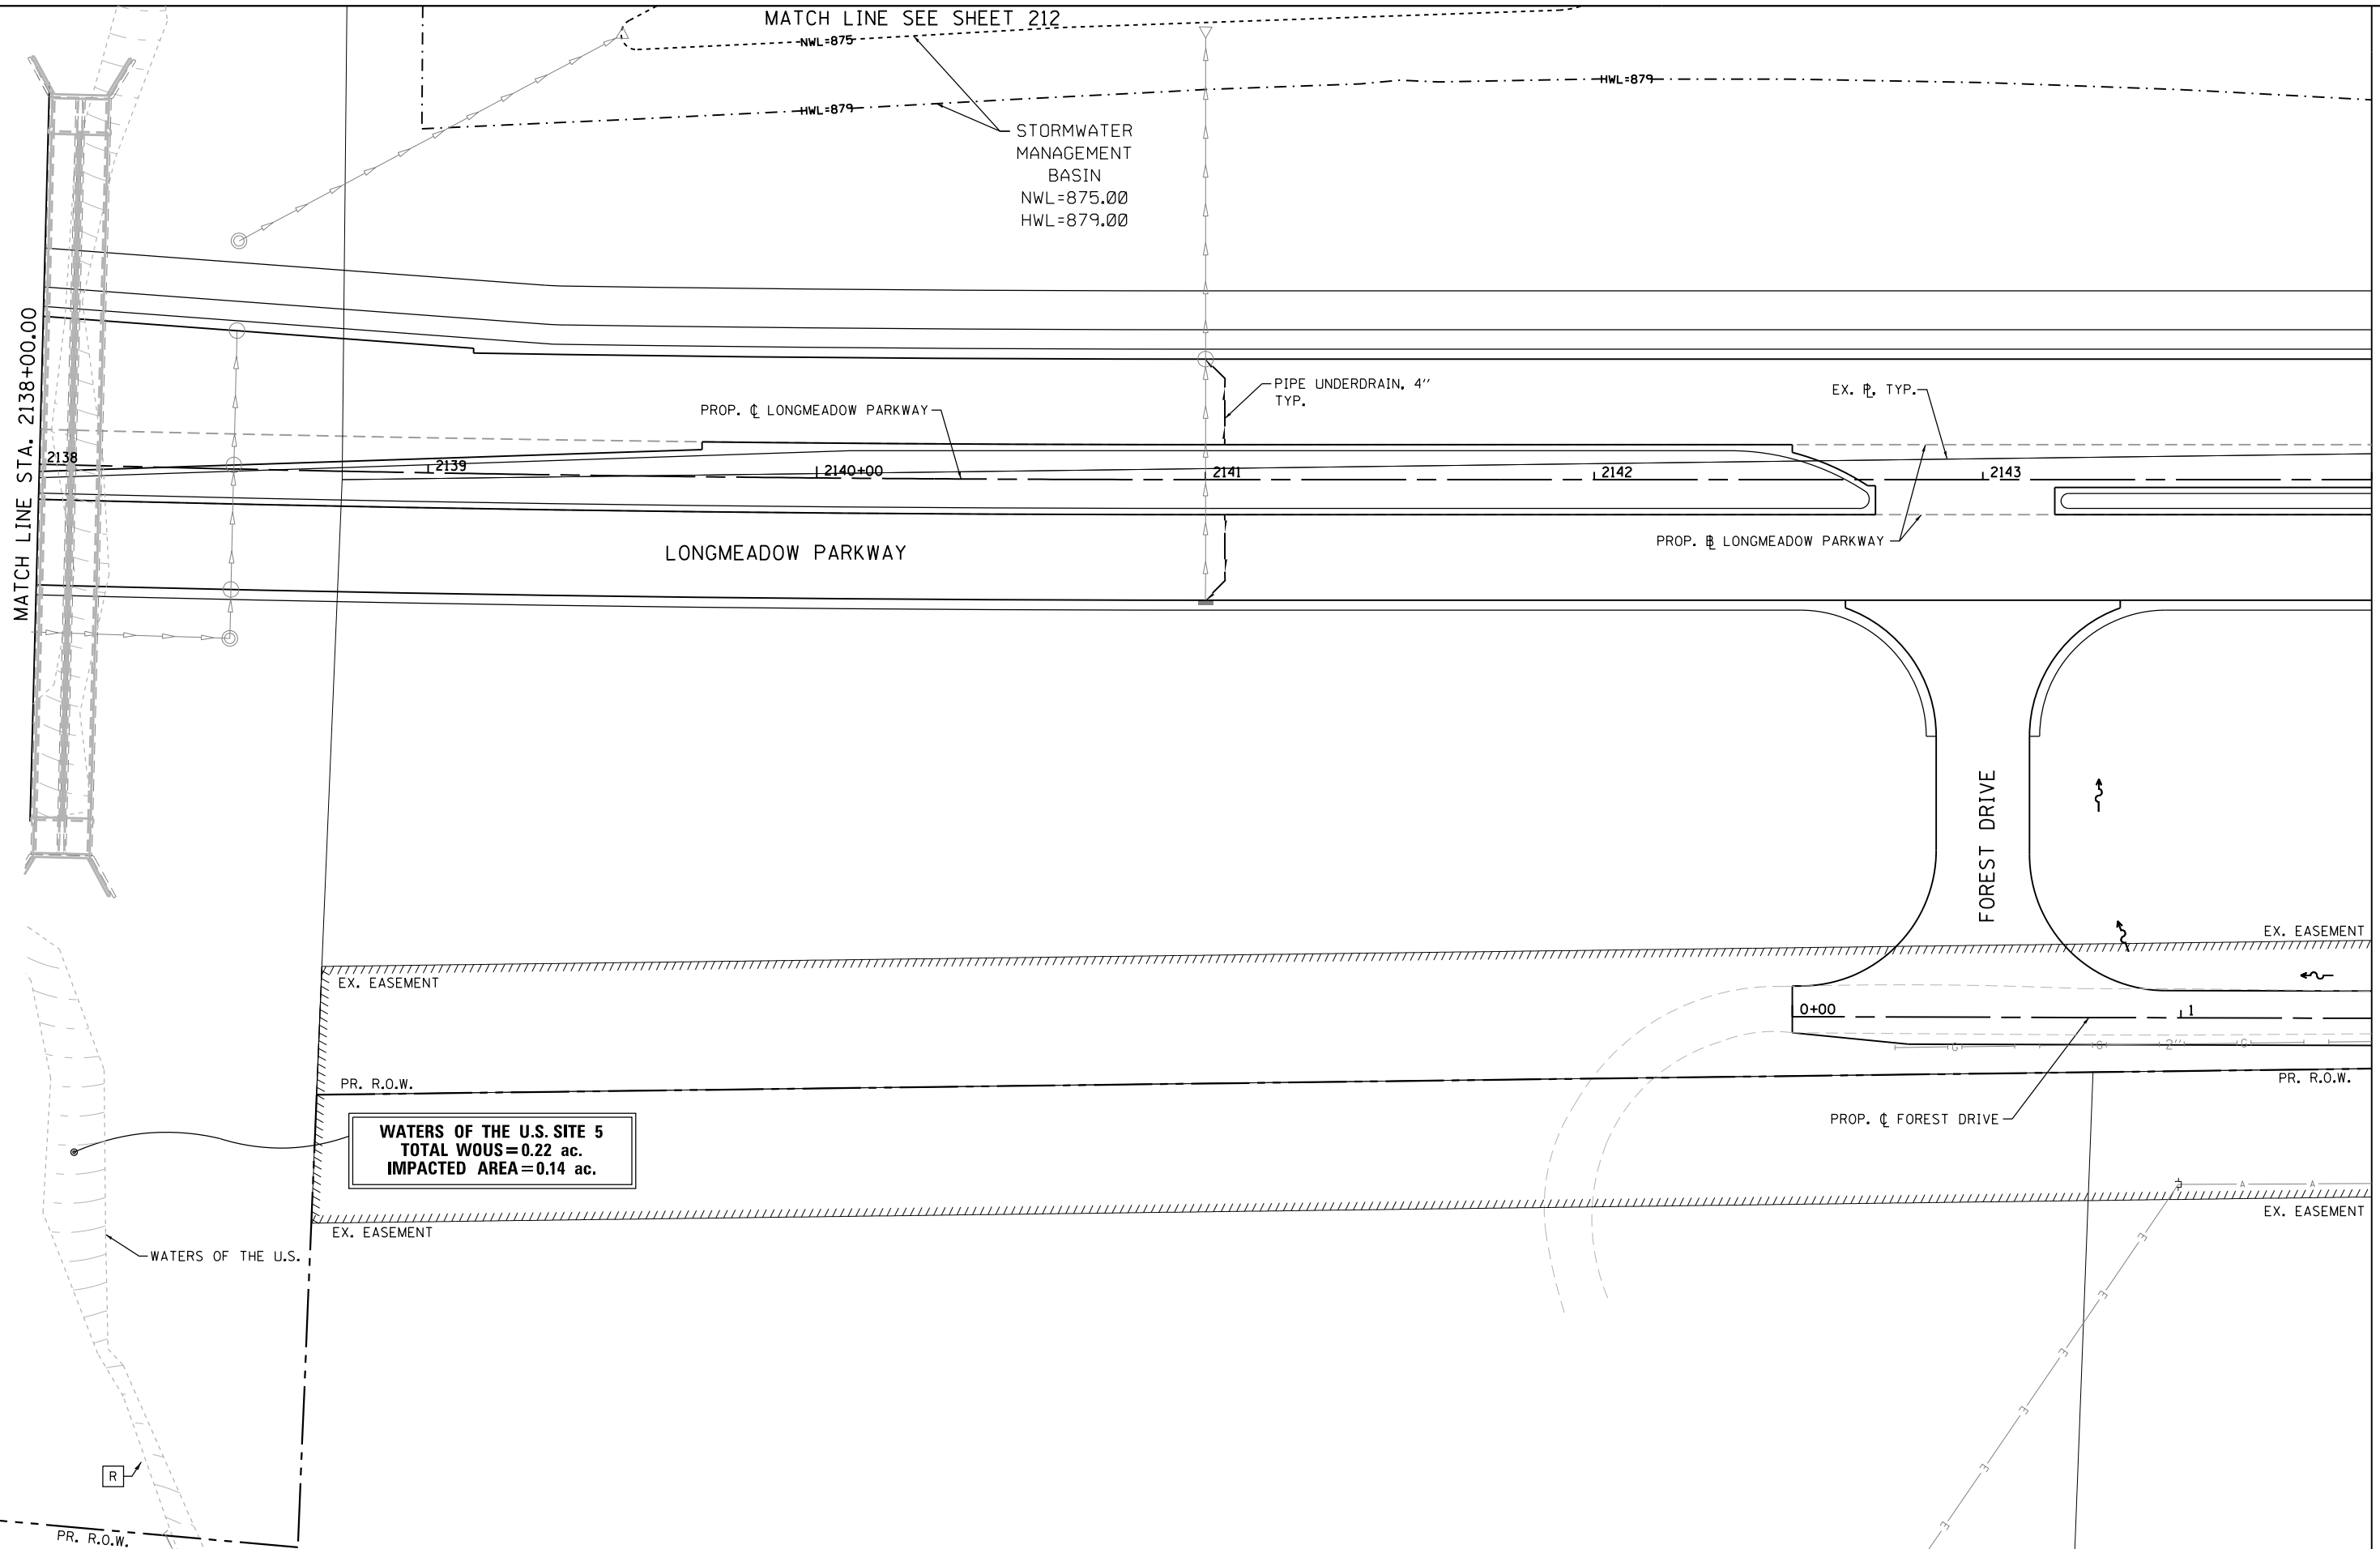 MATCH LINE SEE SHEET 212
NWL=875
HWL=879
HWL=879
STORMWATER
MANAGEMENT
BASIN
NWL=875.00
HWL=879.00
MATCH LINE STA. 2138+00.00
PIPE UNDERDRAIN, 4''
TYP.
EX. ⅊ TYP.
PROP. ℄ LONGMEADOW PARKWAY
2138
2139
2140+00
2141
2142
2143
LONGMEADOW PARKWAY
PROP. B̲L LONGMEADOW PARKWAY
FOREST DRIVE
EX. EASEMENT
EX. EASEMENT
0+00
1
G
2''
G
PR. R.O.W.
PR. R.O.W.
PROP. ℄ FOREST DRIVE
WATERS OF THE U.S. SITE 5
TOTAL WOUS=0.22 ac.
IMPACTED AREA=0.14 ac.
A
A
EX. EASEMENT
EX. EASEMENT
WATERS OF THE U.S.
E
E
E
E
E
E
R
PR. R.O.W.